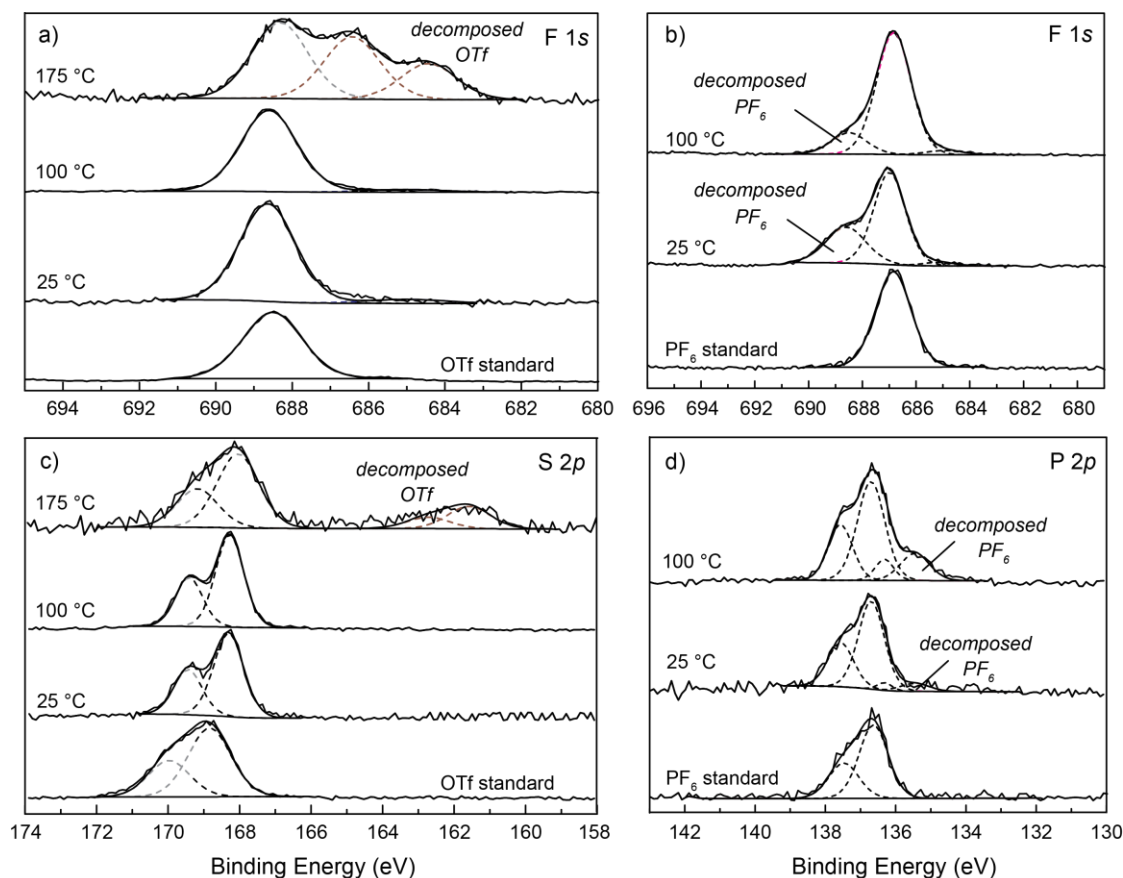 a)
decomposed
OTf
F 1s
175 °C
100 °C
25 °C
OTf standard
694 692 690 688 686 684 682 680
b)
F 1s
decomposed
PF6
100 °C
decomposed
PF6
25 °C
PF6 standard
696 694 692 690 688 686 684 682 680
c)
S 2p
decomposed
OTf
175 °C
100 °C
25 °C
OTf standard
174 172 170 168 166 164 162 160 158
Binding Energy (eV)
d)
P 2p
decomposed
PF6
100 °C
decomposed
PF6
25 °C
PF6 standard
142 140 138 136 134 132 130
Binding Energy (eV)